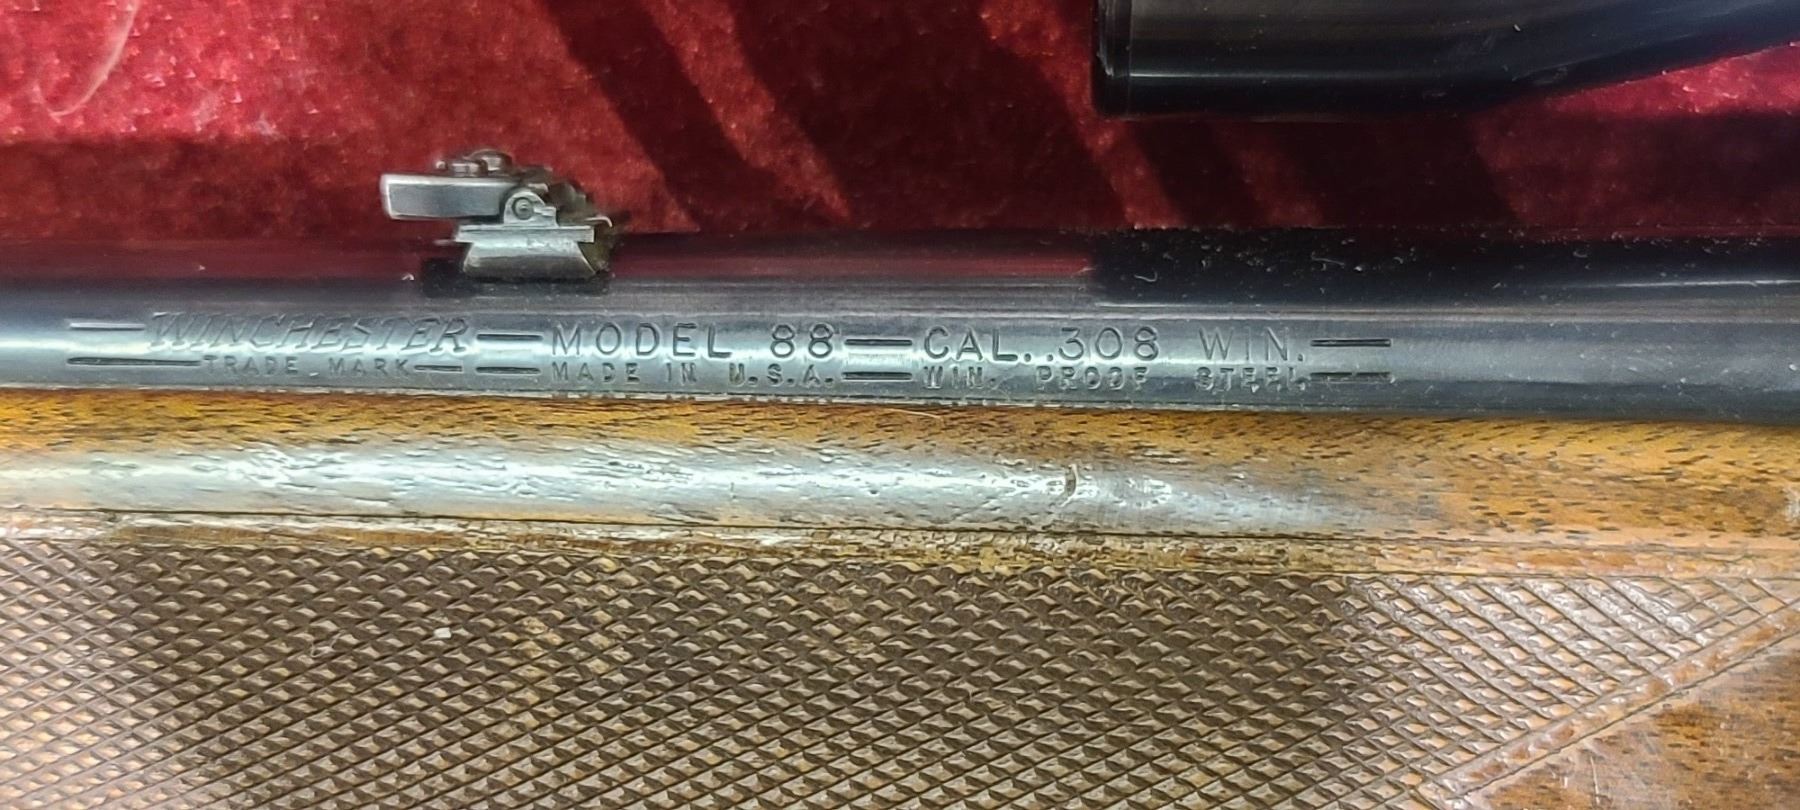 WINCHESTER MODEL 88 CAL. .308 WIN.
TRADE MARK MADE IN U.S.A. WIN. PROOF STEEL